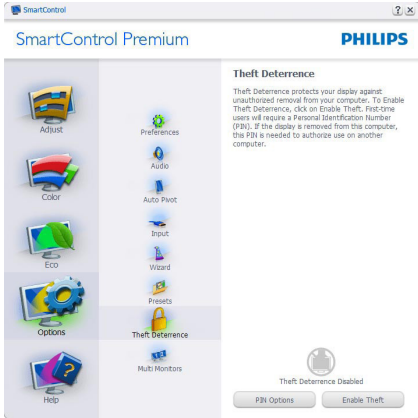 SmartControl
SmartControl Premium
PHILIPS
Adjust
Color
Eco
Options
Help
Preferences
Audio
Auto Pivot
Input
Wizard
Presets
Theft Deterrence
Multi Monitors
Theft Deterrence
Theft Deterrence protects your display against
unauthorized removal from your computer. To Enable
Theft Deterrence, click on Enable Theft. First-time
users will require a Personal Identification Number
(PIN). If the display is removed from this computer,
this PIN is needed to authorize use on another
computer.
Theft Deterrence Disabled
PIN Options
Enable Theft